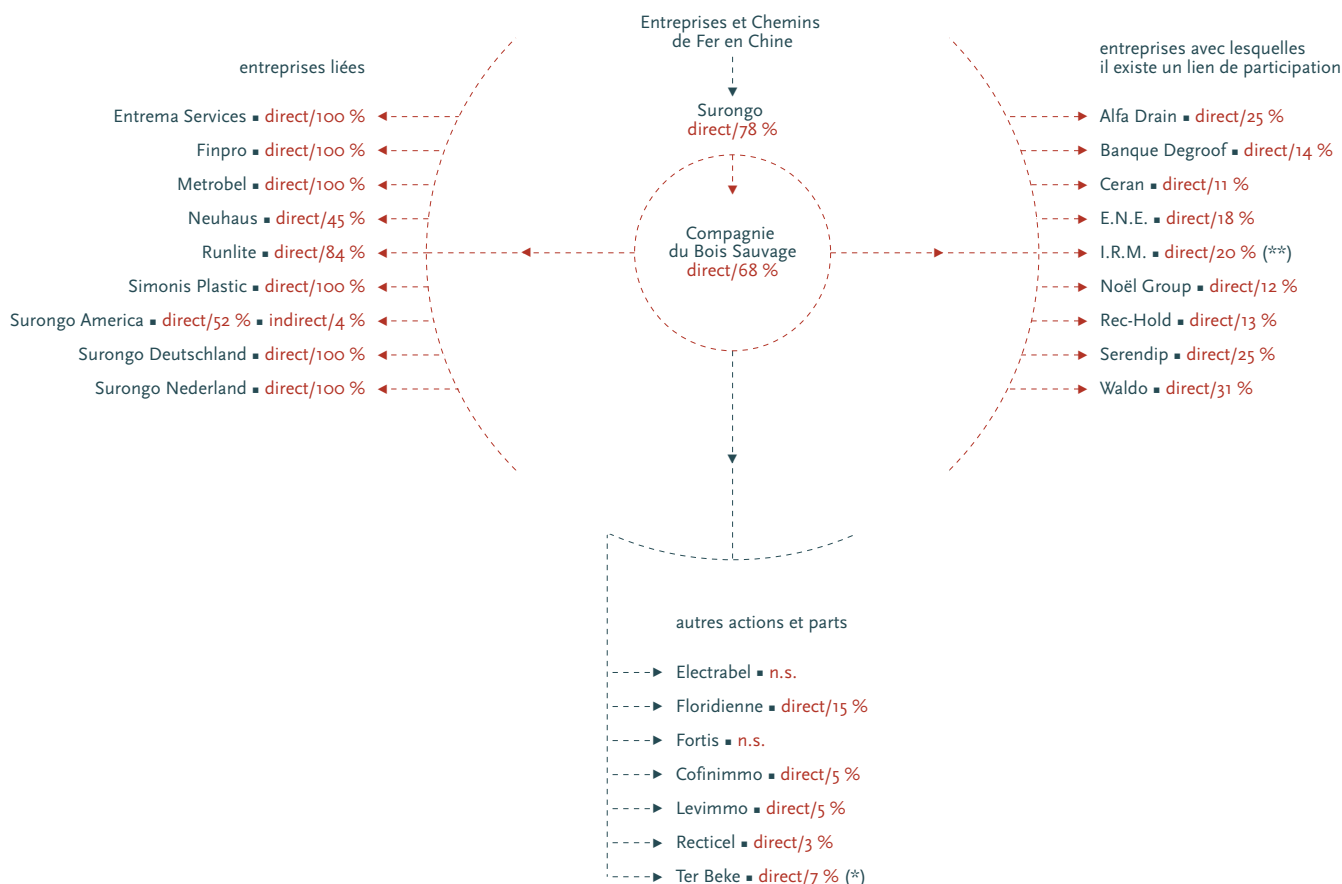 Entreprises et Chemins
de Fer en Chine
Surongo
direct/78 %
Compagnie
du Bois Sauvage
direct/68 %
entreprises liées
Entrema Services ▪ direct/100 %
Finpro ▪ direct/100 %
Metrobel ▪ direct/100 %
Neuhaus ▪ direct/45 %
Runlite ▪ direct/84 %
Simonis Plastic ▪ direct/100 %
Surongo America ▪ direct/52 % ▪ indirect/4 %
Surongo Deutschland ▪ direct/100 %
Surongo Nederland ▪ direct/100 %
entreprises avec lesquelles
il existe un lien de participation
Alfa Drain ▪ direct/25 %
Banque Degroof ▪ direct/14 %
Ceran ▪ direct/11 %
E.N.E. ▪ direct/18 %
I.R.M. ▪ direct/20 % (**)
Noël Group ▪ direct/12 %
Rec-Hold ▪ direct/13 %
Serendip ▪ direct/25 %
Waldo ▪ direct/31 %
autres actions et parts
Electrabel ▪ n.s.
Floridienne ▪ direct/15 %
Fortis ▪ n.s.
Cofinimmo ▪ direct/5 %
Levimmo ▪ direct/5 %
Recticel ▪ direct/3 %
Ter Beke ▪ direct/7 % (*)